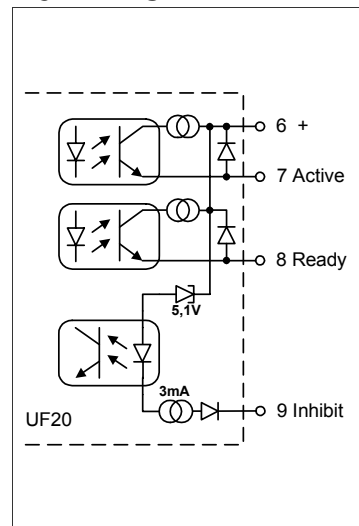 6 +
7 Active
8 Ready
5,1V
3mA
9 Inhibit
UF20